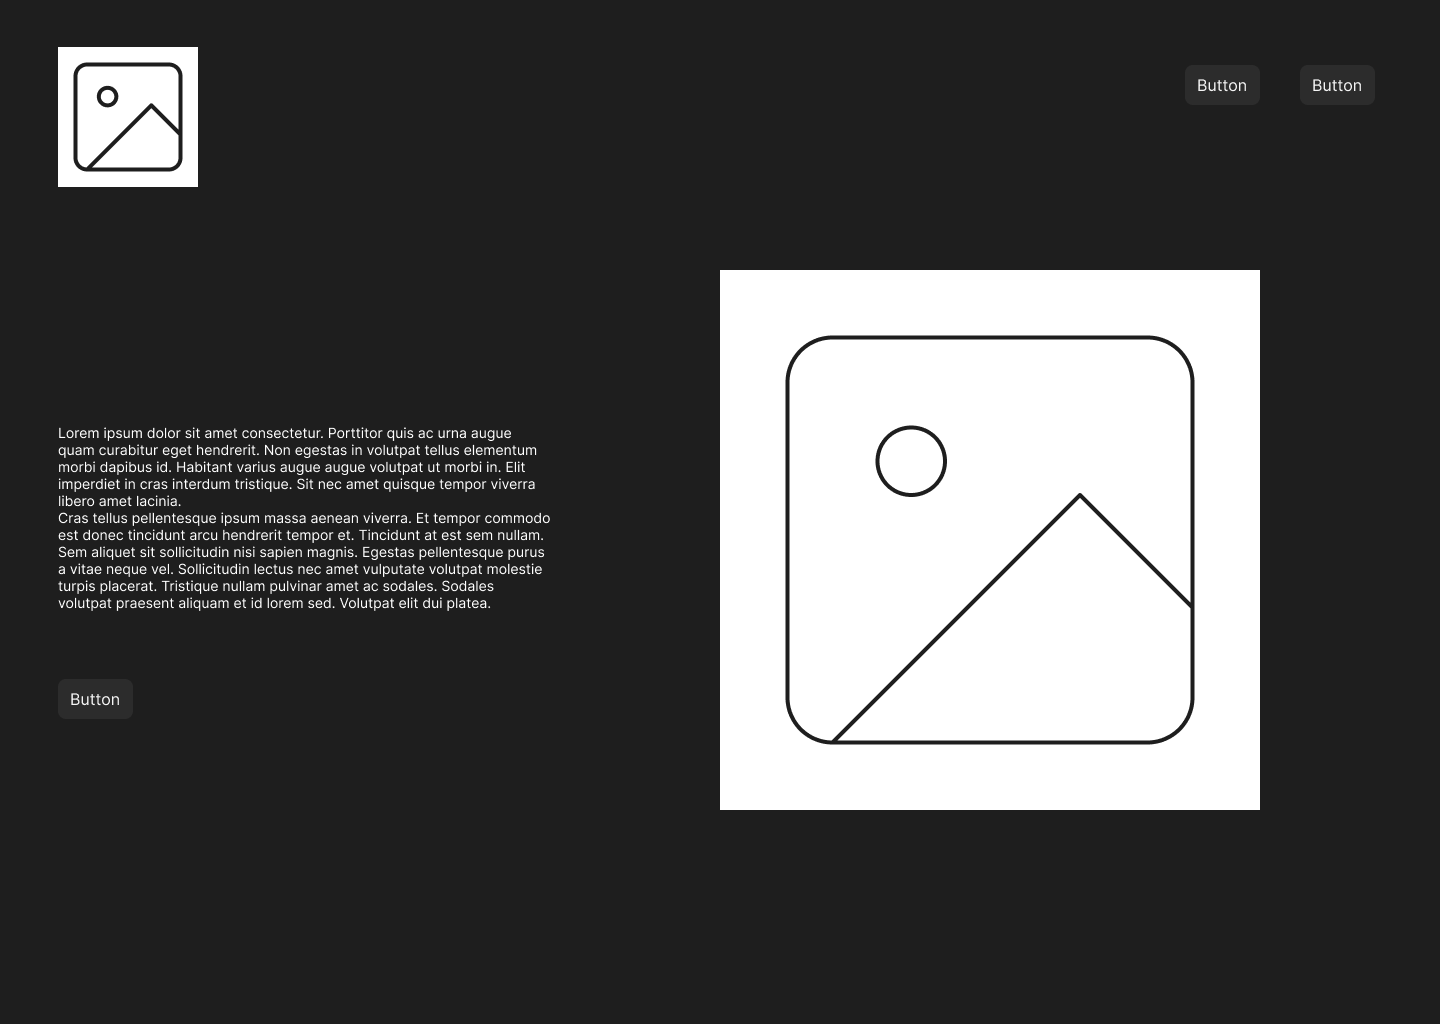 Button
Button
Lorem ipsum dolor sit amet consectetur. Porttitor quis ac urna augue
quam curabitur eget hendrerit. Non egestas in volutpat tellus elementum
morbi dapibus id. Habitant varius augue augue volutpat ut morbi in. Elit
imperdiet in cras interdum tristique. Sit nec amet quisque tempor viverra
libero amet lacinia.
Cras tellus pellentesque ipsum massa aenean viverra. Et tempor commodo
est donec tincidunt arcu hendrerit tempor et. Tincidunt at est sem nullam.
Sem aliquet sit sollicitudin nisi sapien magnis. Egestas pellentesque purus
a vitae neque vel. Sollicitudin lectus nec amet vulputate volutpat molestie
turpis placerat. Tristique nullam pulvinar amet ac sodales. Sodales
volutpat praesent aliquam et id lorem sed. Volutpat elit dui platea.
Button